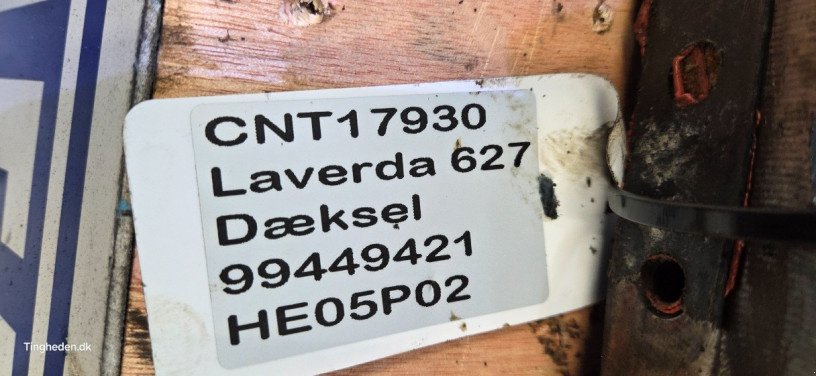 CNT17930
Laverda 627
Dæksel
99449421
HE05P02
Tingheden.dk